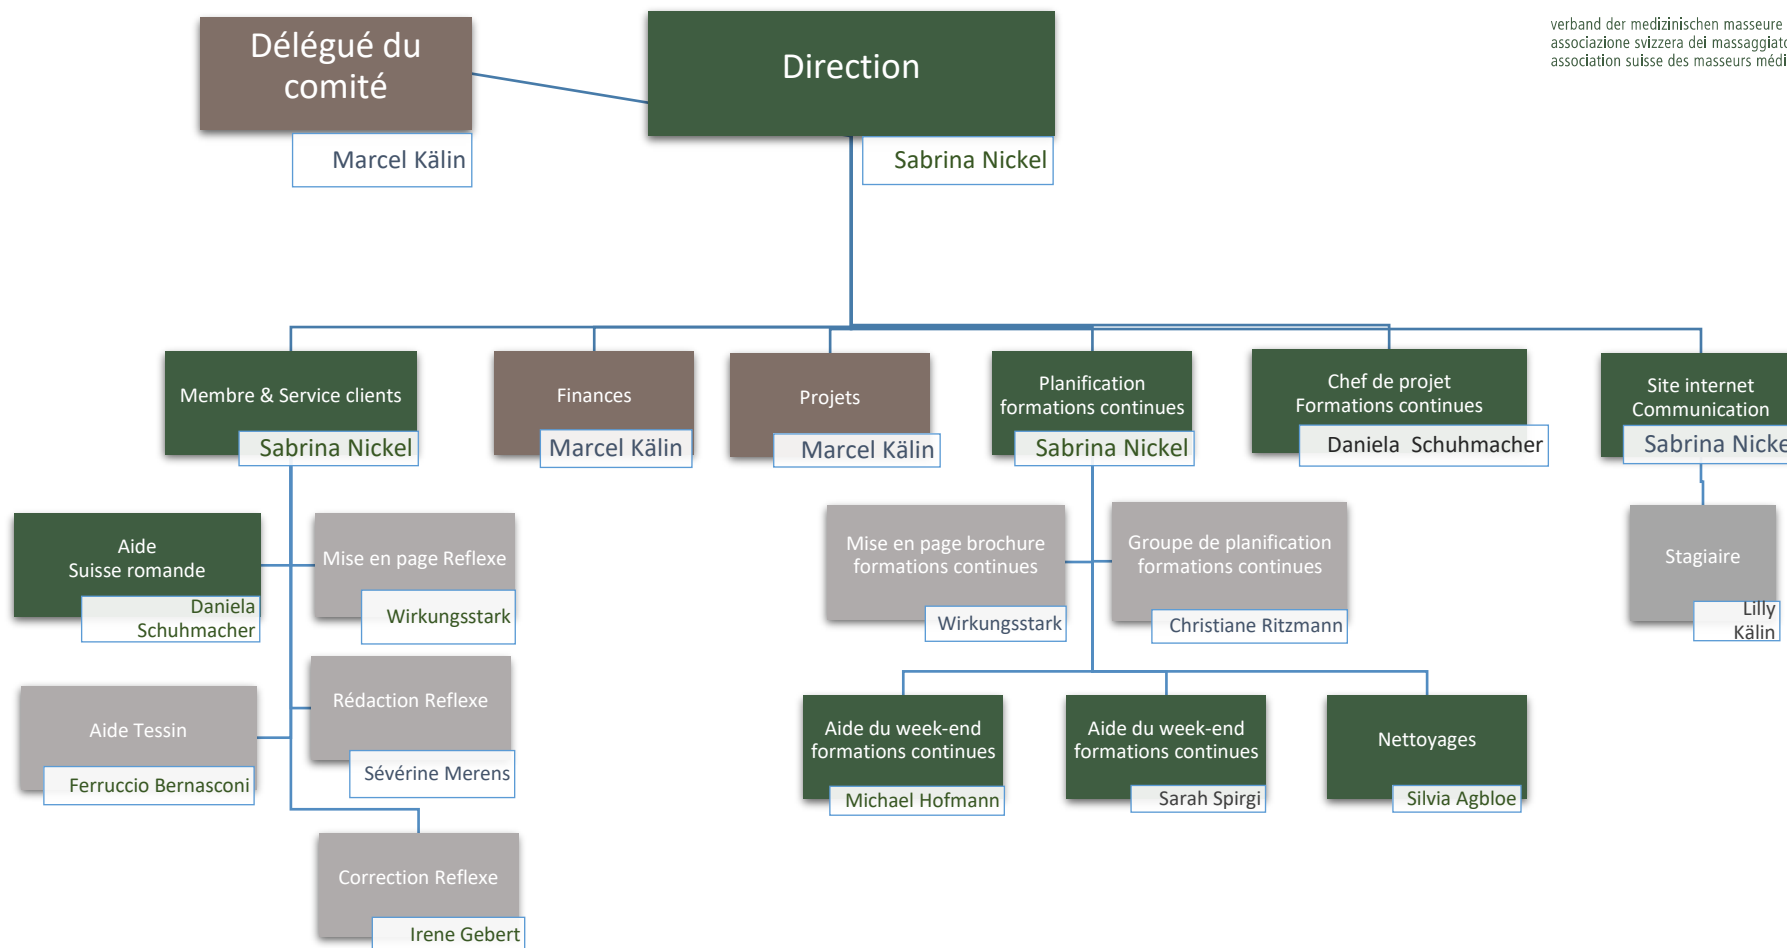 verband der medizinischen masseure
associazione svizzera dei massaggiato
association suisse des masseurs médi
Délégué du
comité
Marcel Kälin
Direction
Sabrina Nickel
Membre & Service clients
Sabrina Nickel
Finances
Marcel Kälin
Projets
Marcel Kälin
Planification
formations continues
Sabrina Nickel
Chef de projet
Formations continues
Daniela Schuhmacher
Site internet
Communication
Sabrina Nicke
Aide
Suisse romande
Daniela
Schuhmacher
Mise en page Reflexe
Wirkungsstark
Mise en page brochure
formations continues
Wirkungsstark
Groupe de planification
formations continues
Christiane Ritzmann
Stagiaire
Lilly
Kälin
Aide Tessin
Ferruccio Bernasconi
Rédaction Reflexe
Sévérine Merens
Aide du week-end
formations continues
Michael Hofmann
Aide du week-end
formations continues
Sarah Spirgi
Nettoyages
Silvia Agbloe
Correction Reflexe
Irene Gebert